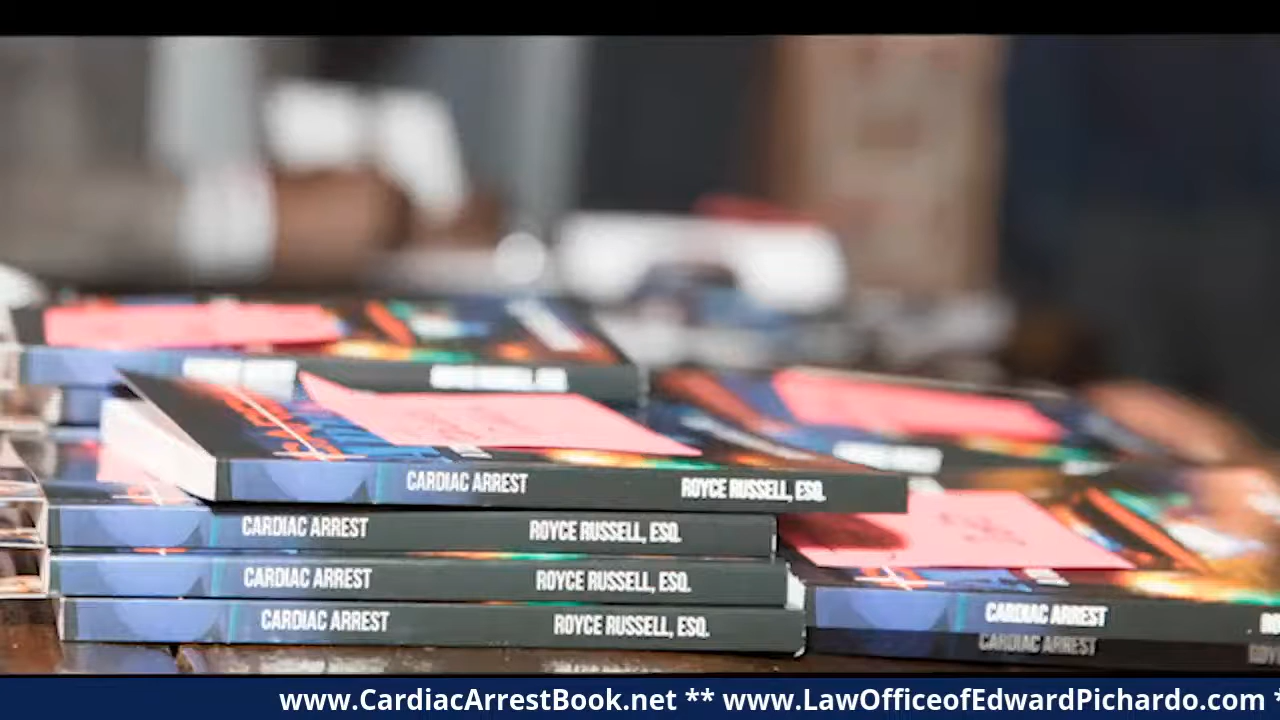 CARDIAC ARREST ROYCE RUSSELL, ESQ.
CARDIAC ARREST ROYCE RUSSELL, ESQ.
CARDIAC ARREST ROYCE RUSSELL, ESQ.
CARDIAC ARREST ROYCE RUSSELL, ESQ.
CARDIAC ARREST
CARDIAC ARREST
www.CardiacArrestBook.net ** www.LawOfficeofEdwardPichardo.com *